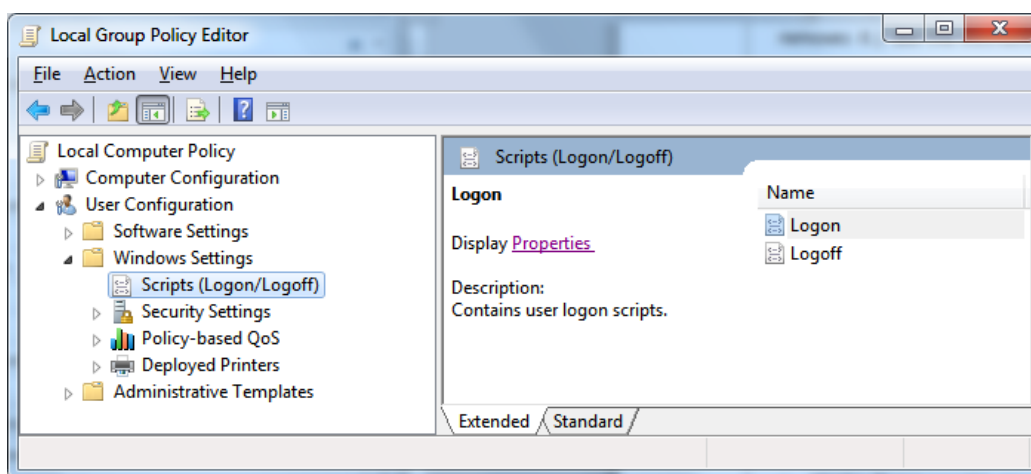 Local Group Policy Editor
File Action View Help
Local Computer Policy
Computer Configuration
User Configuration
Software Settings
Windows Settings
Scripts (Logon/Logoff)
Security Settings
Policy-based QoS
Deployed Printers
Administrative Templates
Scripts (Logon/Logoff)
Logon
Display Properties
Description:
Contains user logon scripts.
Name
Logon
Logoff
Extended Standard